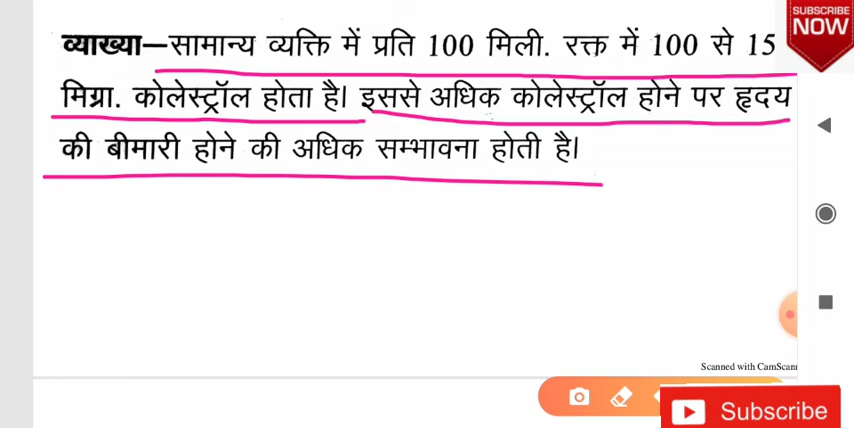 SUBSCRIBE
NOW
व्याख्या—सामान्य व्यक्ति में प्रति 100 मिली. रक्त में 100 से 15
मिग्रा. कोलेस्ट्रॉल होता है। इससे अधिक कोलेस्ट्रॉल होने पर हृदय
की बीमारी होने की अधिक सम्भावना होती है।
Scanned with CamScann
Subscribe